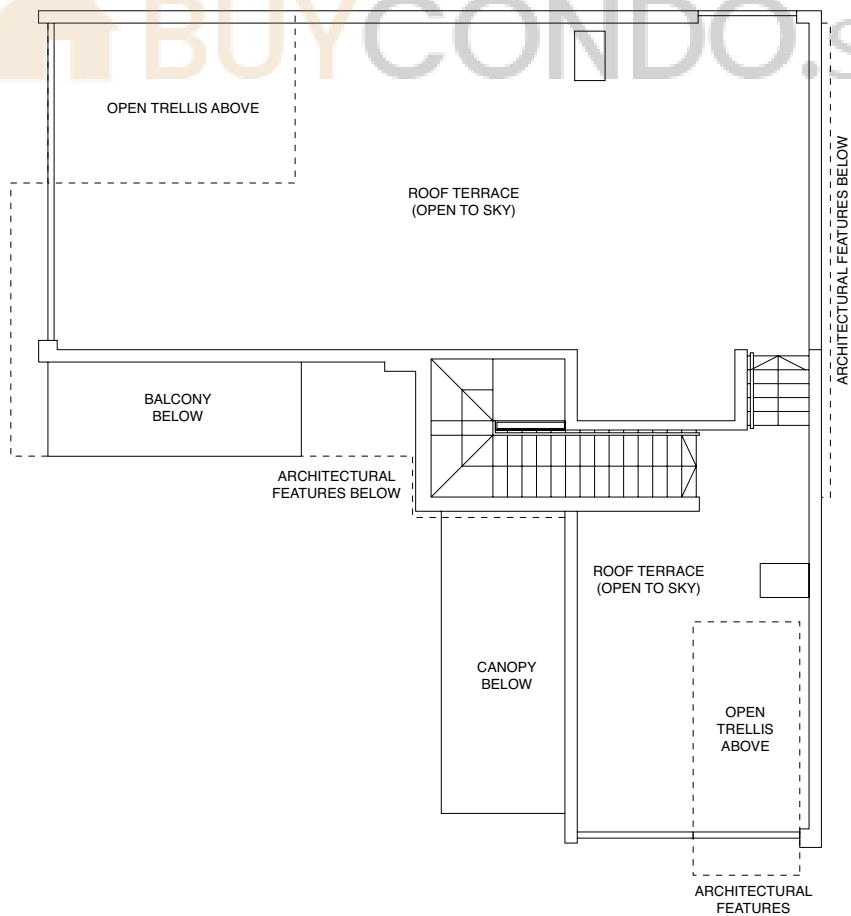 BUYCONDO.s
OPEN TRELLIS ABOVE
ROOF TERRACE
(OPEN TO SKY)
ARCHITECTURAL FEATURES BELOW
BALCONY
BELOW
ARCHITECTURAL
FEATURES BELOW
ROOF TERRACE
(OPEN TO SKY)
CANOPY
BELOW
OPEN
TRELLIS
ABOVE
ARCHITECTURAL
FEATURES